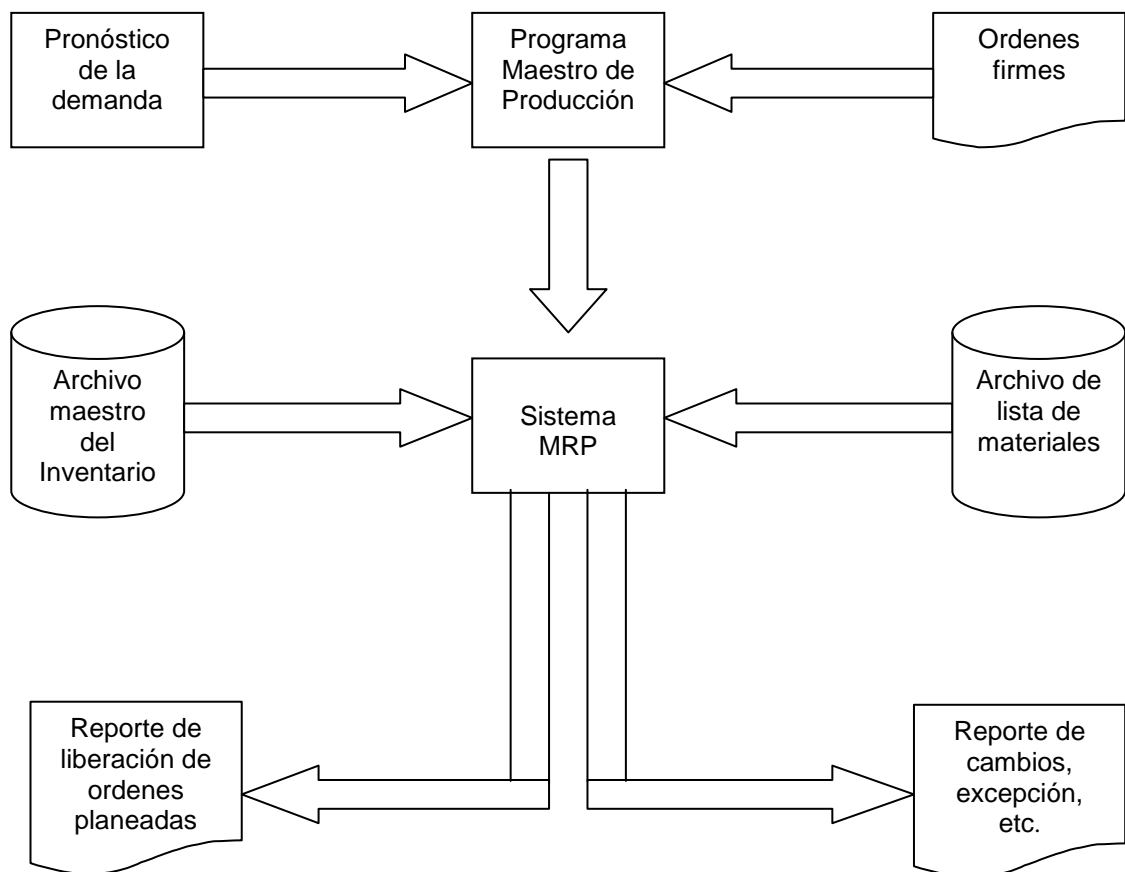 Pronóstico
de la
demanda
Programa
Maestro de
Producción
Ordenes
firmes
Archivo
maestro
del
Inventario
Sistema
MRP
Archivo de
lista de
materiales
Reporte de
liberación de
ordenes
planeadas
Reporte de
cambios,
excepción,
etc.